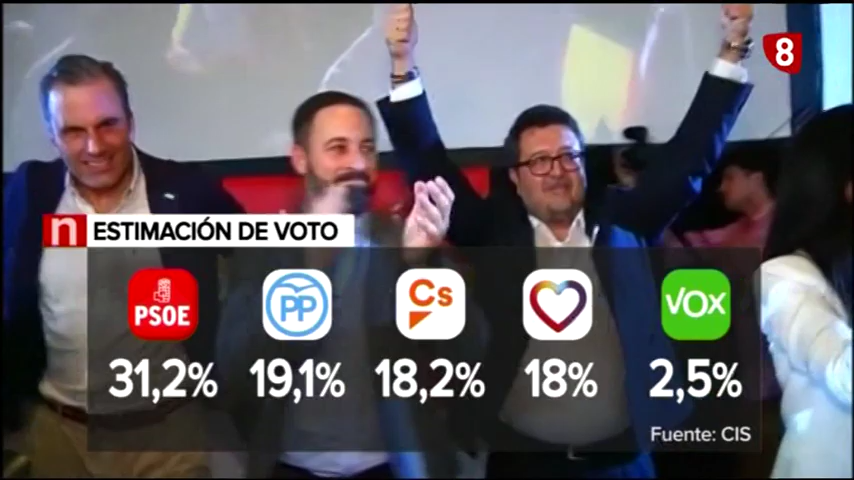 8
n ESTIMACIÓN DE VOTO
PSOE PP Cs VOX
31,2% 19,1% 18,2% 18% 2,5%
Fuente: CIS